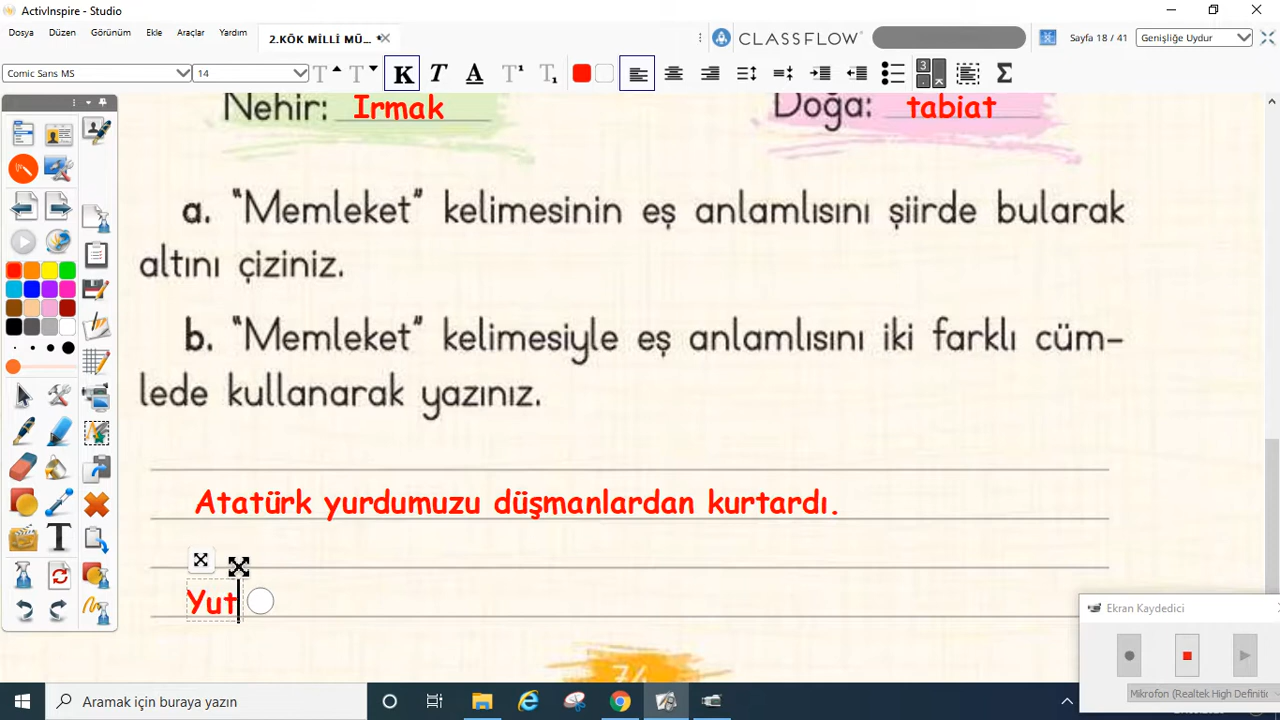 ActivInspire - Studio
Dosya Düzen Görünüm Ekle Araçlar Yardım
2.KÖK MİLLİ MÜ...
CLASSFLOW
Sayfa 18 / 41
Genişliğe Uydur
Comic Sans MS
14
K T A T T
Nehir: Irmak
Doğa: tabiat
a. "Memleket" kelimesinin eş anlamlısını şiirde bularak
altını çiziniz.
b. "Memleket" kelimesiyle eş anlamlısını iki farklı cüm-
lede kullanarak yazınız.
Atatürk yurdumuzu düşmanlardan kurtardı.
Yut
74
Ekran Kaydedici
Mikrofon (Realtek High Definitic
Aramak için buraya yazın